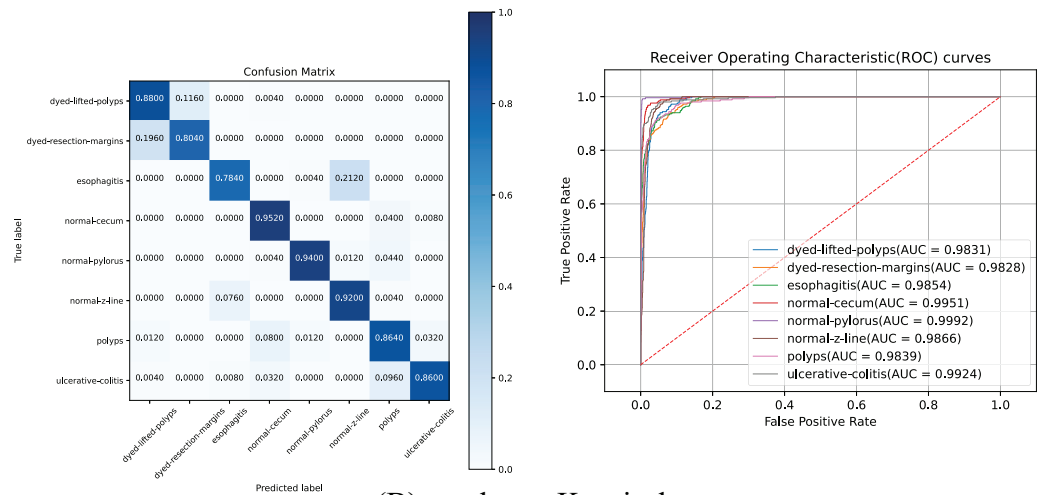 Confusion Matrix
True label
dyed-lifted-polyps 0.8800 0.1160 0.0000 0.0040 0.0000 0.0000 0.0000 0.0000
dyed-resection-margins 0.1960 0.8040 0.0000 0.0000 0.0000 0.0000 0.0000 0.0000
esophagitis 0.0000 0.0000 0.7840 0.0000 0.0040 0.2120 0.0000 0.0000
normal-cecum 0.0000 0.0000 0.0000 0.9520 0.0000 0.0000 0.0400 0.0080
normal-pylorus 0.0000 0.0000 0.0000 0.0040 0.9400 0.0120 0.0440 0.0000
normal-z-line 0.0000 0.0000 0.0760 0.0000 0.0000 0.9200 0.0040 0.0000
polyps 0.0120 0.0000 0.0000 0.0800 0.0120 0.0000 0.8640 0.0320
ulcerative-colitis 0.0040 0.0000 0.0080 0.0320 0.0000 0.0000 0.0960 0.8600
dyed-lifted-polyps
dyed-resection-margins
esophagitis
normal-cecum
normal-pylorus
normal-z-line
polyps
ulcerative-colitis
Predicted label
1.0
0.8
0.6
0.4
0.2
0.0
Receiver Operating Characteristic(ROC) curves
True Positive Rate
1.0
0.8
0.6
0.4
0.2
0.0
dyed-lifted-polyps(AUC = 0.9831)
dyed-resection-margins(AUC = 0.9828)
esophagitis(AUC = 0.9854)
normal-cecum(AUC = 0.9951)
normal-pylorus(AUC = 0.9992)
normal-z-line(AUC = 0.9866)
polyps(AUC = 0.9839)
ulcerative-colitis(AUC = 0.9924)
0.0 0.2 0.4 0.6 0.8 1.0
False Positive Rate